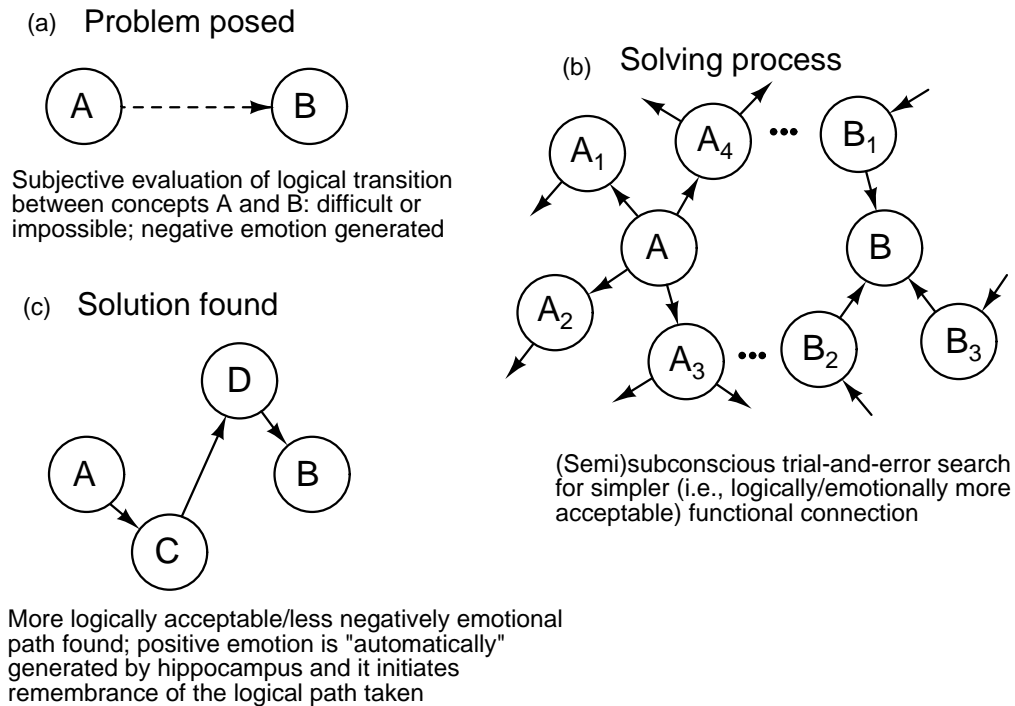 (a) Problem posed
A B
Subjective evaluation of logical transition
between concepts A and B: difficult or
impossible; negative emotion generated
(b) Solving process
A₁ A₄ ••• B₁
A B
A₂ A₃ ••• B₂ B₃
(Semi)subconscious trial-and-error search
for simpler (i.e., logically/emotionally more
acceptable) functional connection
(c) Solution found
D
A B
C
More logically acceptable/less negatively emotional
path found; positive emotion is "automatically"
generated by hippocampus and it initiates
remembrance of the logical path taken